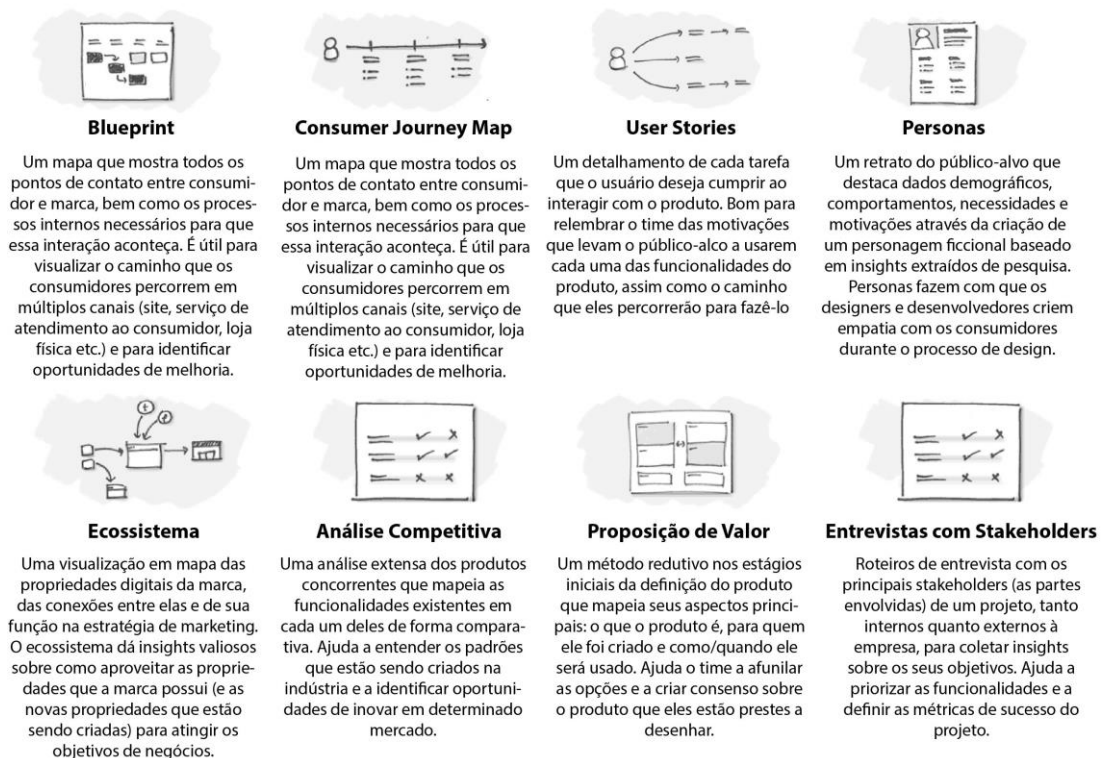 Blueprint
Um mapa que mostra todos os
pontos de contato entre consumi-
dor e marca, bem como os proces-
sos internos necessários para que
essa interação aconteça. É útil para
visualizar o caminho que os
consumidores percorrem em
múltiplos canais (site, serviço de
atendimento ao consumidor, loja
física etc.) e para identificar
oportunidades de melhoria.
Consumer Journey Map
Um mapa que mostra todos os
pontos de contato entre consumi-
dor e marca, bem como os proces-
sos internos necessários para que
essa interação aconteça. É útil para
visualizar o caminho que os
consumidores percorrem em
múltiplos canais (site, serviço de
atendimento ao consumidor, loja
física etc.) e para identificar
oportunidades de melhoria.
User Stories
Um detalhamento de cada tarefa
que o usuário deseja cumprir ao
interagir com o produto. Bom para
relembrar o time das motivações
que levam o público-alco a usarem
cada uma das funcionalidades do
produto, assim como o caminho
que eles percorrerão para fazê-lo
Personas
Um retrato do público-alvo que
destaca dados demográficos,
comportamentos, necessidades e
motivações através da criação de
um personagem ficcional baseado
em insights extraídos de pesquisa.
Personas fazem com que os
designers e desenvolvedores criem
empatia com os consumidores
durante o processo de design.
Ecossistema
Uma visualização em mapa das
propriedades digitais da marca,
das conexões entre elas e de sua
função na estratégia de marketing.
O ecossistema dá insights valiosos
sobre como aproveitar as proprie-
dades que a marca possui (e as
novas propriedades que estão
sendo criadas) para atingir os
objetivos de negócios.
Análise Competitiva
Uma análise extensa dos produtos
concorrentes que mapeia as
funcionalidades existentes em
cada um deles de forma compara-
tiva. Ajuda a entender os padrões
que estão sendo criados na
indústria e a identificar oportuni-
dades de inovar em determinado
mercado.
Proposição de Valor
Um método redutivo nos estágios
iniciais da definição do produto
que mapeia seus aspectos princi-
pais: o que o produto é, para quem
ele foi criado e como/quando ele
será usado. Ajuda o time a afunilar
as opções e a criar consenso sobre
o produto que eles estão prestes a
desenhar.
Entrevistas com Stakeholders
Roteiros de entrevista com os
principais stakeholders (as partes
envolvidas) de um projeto, tanto
internos quanto externos à
empresa, para coletar insights
sobre os seus objetivos. Ajuda a
priorizar as funcionalidades e a
definir as métricas de sucesso do
projeto.